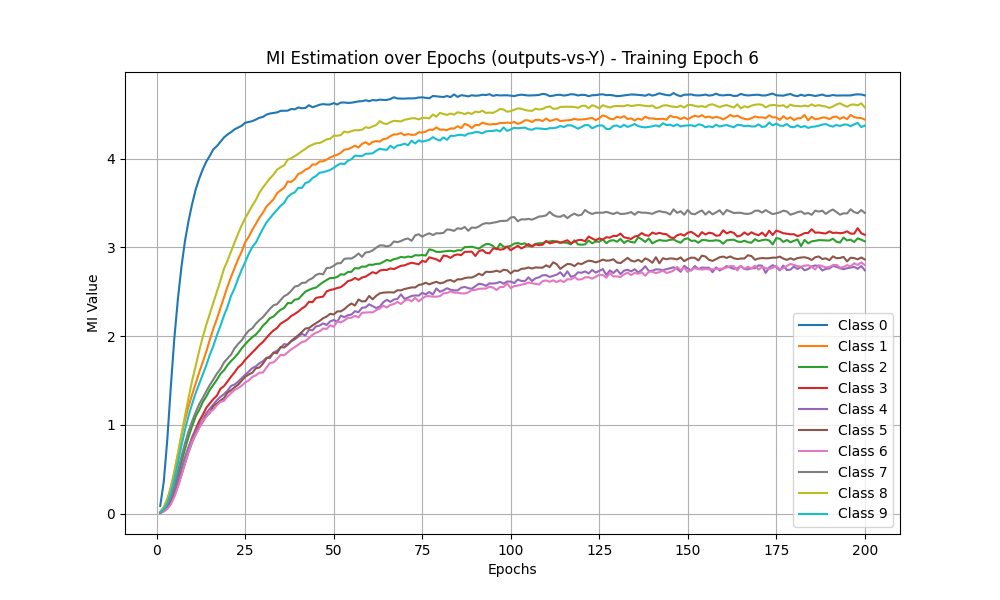 MI Estimation over Epochs (outputs-vs-Y) - Training Epoch 6
MI Value
4
3
2
1
0
0 25 50 75 100 125 150 175 200
Epochs
Class 0
Class 1
Class 2
Class 3
Class 4
Class 5
Class 6
Class 7
Class 8
Class 9